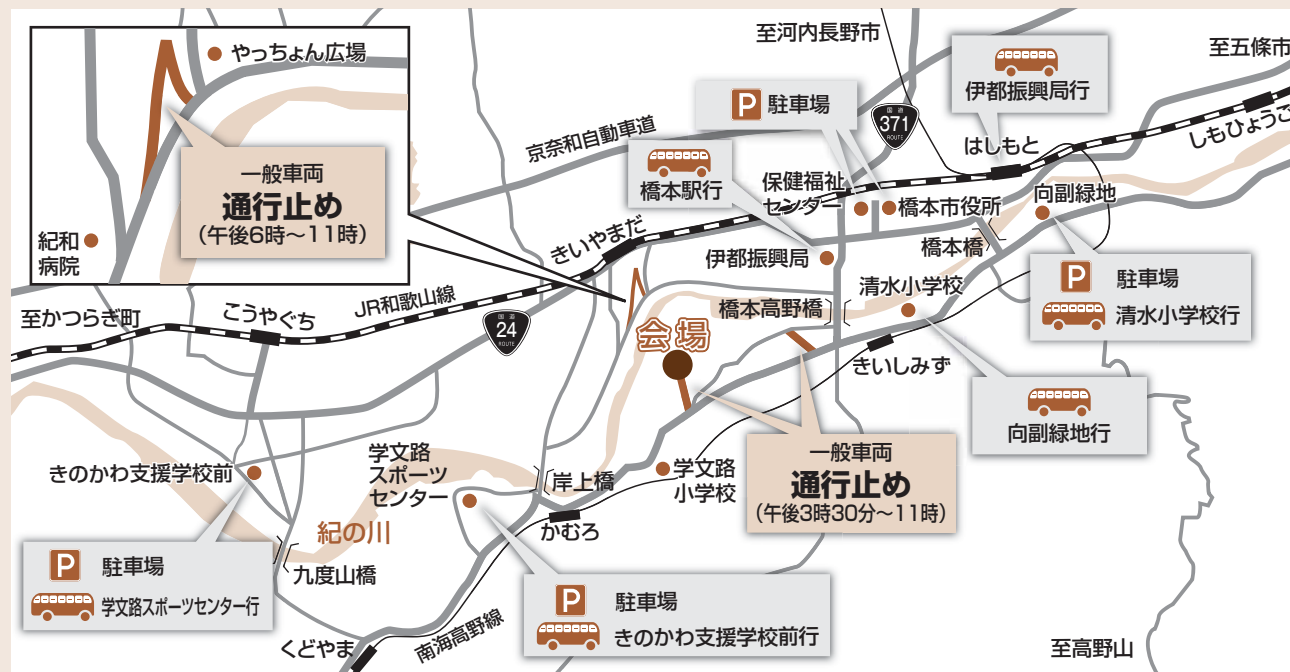 やっちょん広場
一般車両
通行止め
(午後6時〜11時)
紀和
病院
至河内長野市
至五條市
伊都振興局行
P 駐車場
国道
371
ROUTE
京奈和自動車道
橋本駅行
はしもと
しもひょうご
保健福祉
センター
橋本市役所
向副緑地
きいやまだ
伊都振興局
橋本橋
P 駐車場
清水小学校行
至かつらぎ町
こうやぐち
JR和歌山線
国道
24
ROUTE
橋本高野橋
清水小学校
会場
きいしみず
向副緑地行
一般車両
通行止め
(午後3時30分〜11時)
きのかわ支援学校前
学文路
スポーツ
センター
岸上橋
学文路
小学校
紀の川
かむろ
P 駐車場
学文路スポーツセンター行
九度山橋
P 駐車場
きのかわ支援学校前行
くどやま
南海高野線
至高野山